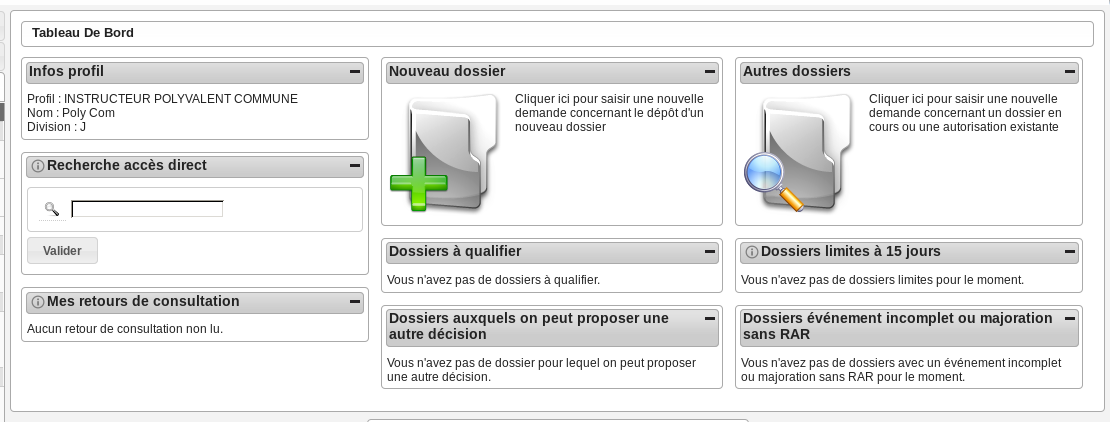 Tableau De Bord
Infos profil
Profil : INSTRUCTEUR POLYVALENT COMMUNE
Nom : Poly Com
Division : J
Recherche accès direct
Valider
Mes retours de consultation
Aucun retour de consultation non lu.
Nouveau dossier
Cliquer ici pour saisir une nouvelle
demande concernant le dépôt d'un
nouveau dossier
Dossiers à qualifier
Vous n'avez pas de dossiers à qualifier.
Dossiers auxquels on peut proposer une
autre décision
Vous n'avez pas de dossier pour lequel on peut proposer
une autre décision.
Autres dossiers
Cliquer ici pour saisir une nouvelle
demande concernant un dossier en
cours ou une autorisation existante
Dossiers limites à 15 jours
Vous n'avez pas de dossiers limites pour le moment.
Dossiers événement incomplet ou majoration
sans RAR
Vous n'avez pas de dossiers avec un événement incomplet
ou majoration sans RAR pour le moment.